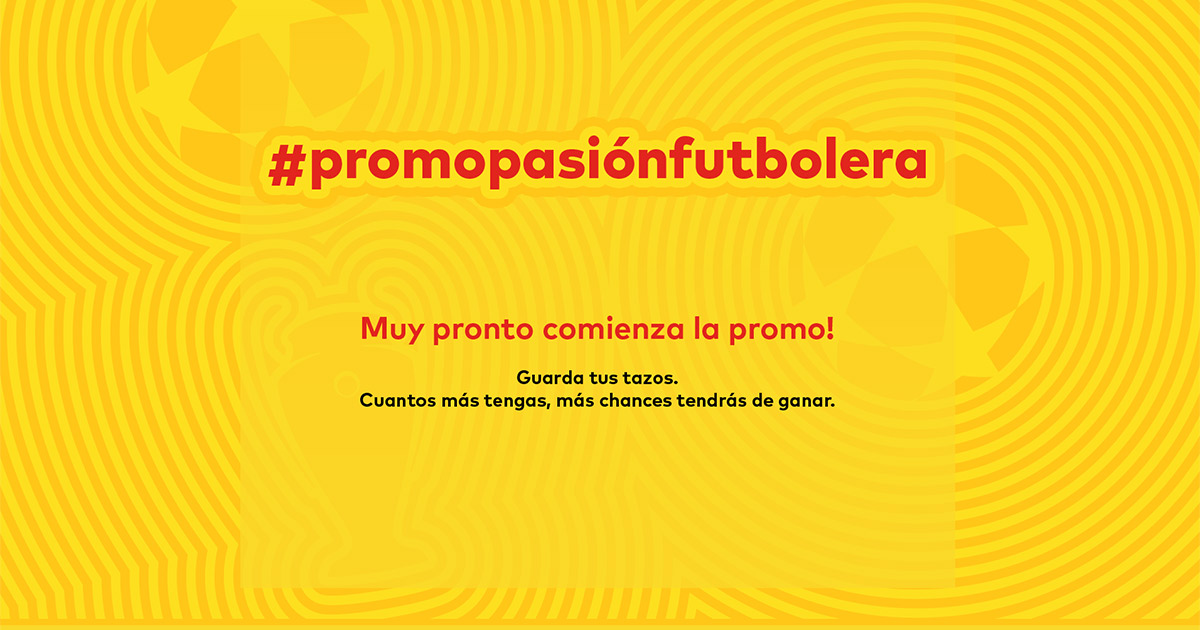 #promopasiónfutbolera
Muy pronto comienza la promo!
Guarda tus tazos.
Cuantos más tengas, más chances tendrás de ganar.